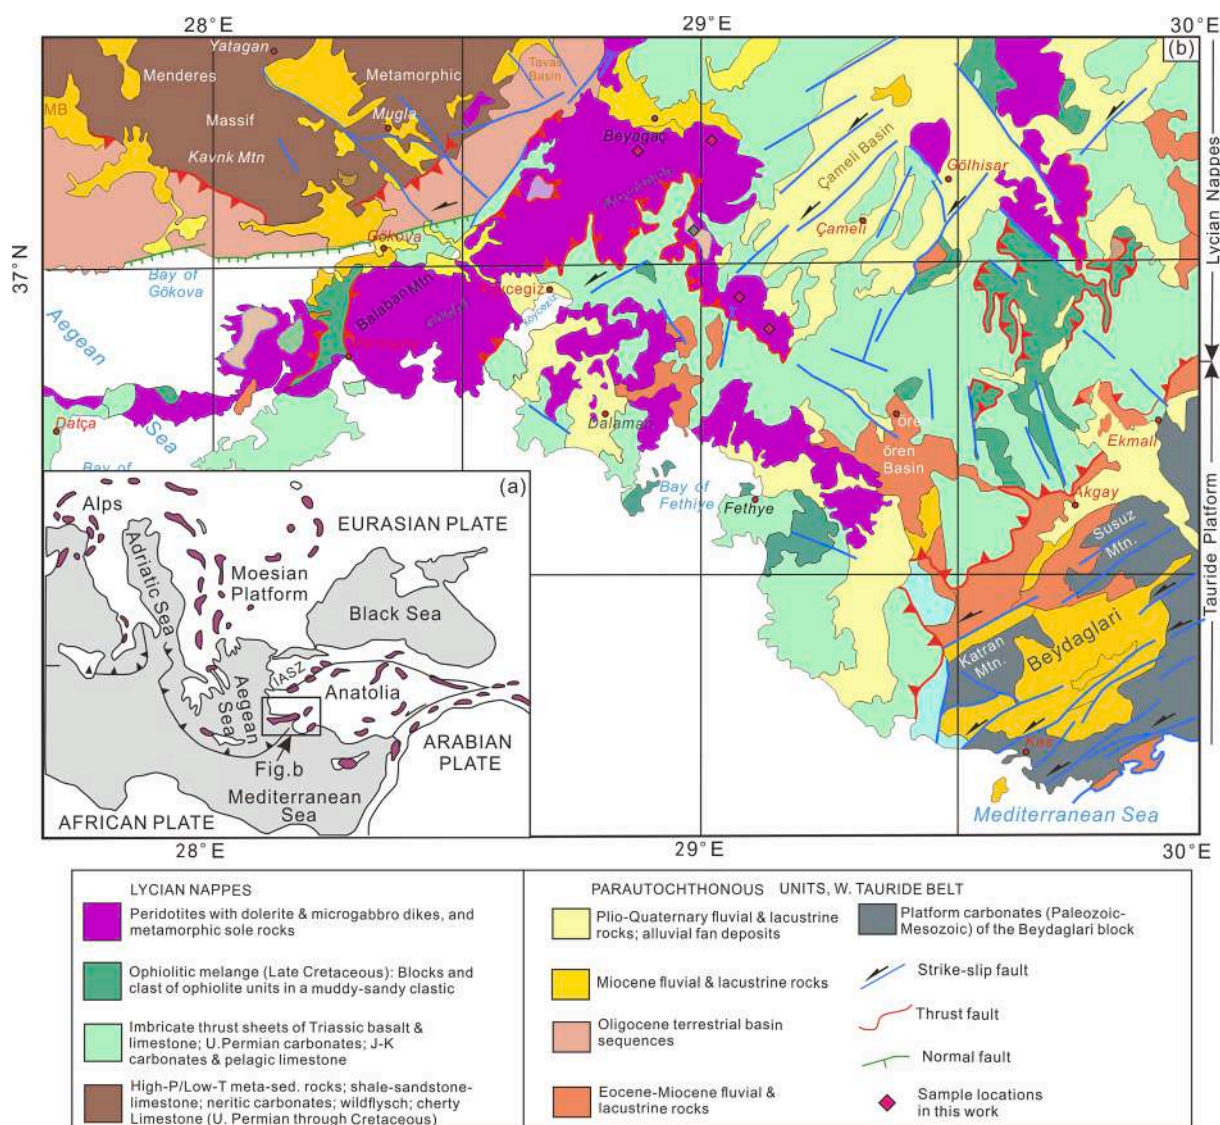 28°E
29°E
30°E
(b)
Yatagan
Menderes
Metamorphic
Tavas
Basin
MB
Massif
Mugla
Kavnk Mtn
Beyagaç
Çameli Basin
Gölhisar
Lycian Nappes
Gökova
Çameli
37°N
Bay of
Gökova
Balaban Mtn
Aegean
Sea
Datça
Bay of
Dalaman
ören
ören
Basin
Ekmali
Bay of
Fethiye
Fethye
Akgay
Susuz
Mtn.
Tauride Platform
Katran
Mtn.
Beydaglari
Kas
Mediterranean Sea
(a)
Alps
EURASIAN PLATE
Adriatic Sea
Moesian
Platform
Black Sea
IASZ
Anatolia
Aegean
Sea
ARABIAN
PLATE
Fig.b
Mediterranean
Sea
AFRICAN PLATE
28°E
29°E
30°E
LYCIAN NAPPES
Peridotites with dolerite & microgabbro dikes, and
metamorphic sole rocks
Ophiolitic melange (Late Cretaceous): Blocks and
clast of ophiolite units in a muddy-sandy clastic
Imbricate thrust sheets of Triassic basalt &
limestone; U.Permian carbonates; J-K
carbonates & pelagic limestone
High-P/Low-T meta-sed. rocks; shale-sandstone-
limestone; neritic carbonates; wildflysch; cherty
Limestone (U. Permian through Cretaceous)
PARAUTOCHTHONOUS UNITS, W. TAURIDE BELT
Plio-Quaternary fluvial & lacustrine
rocks; alluvial fan deposits
Miocene fluvial & lacustrine rocks
Oligocene terrestrial basin
sequences
Eocene-Miocene fluvial &
lacustrine rocks
Platform carbonates (Paleozoic-
Mesozoic) of the Beydaglari block
Strike-slip fault
Thrust fault
Normal fault
Sample locations
in this work